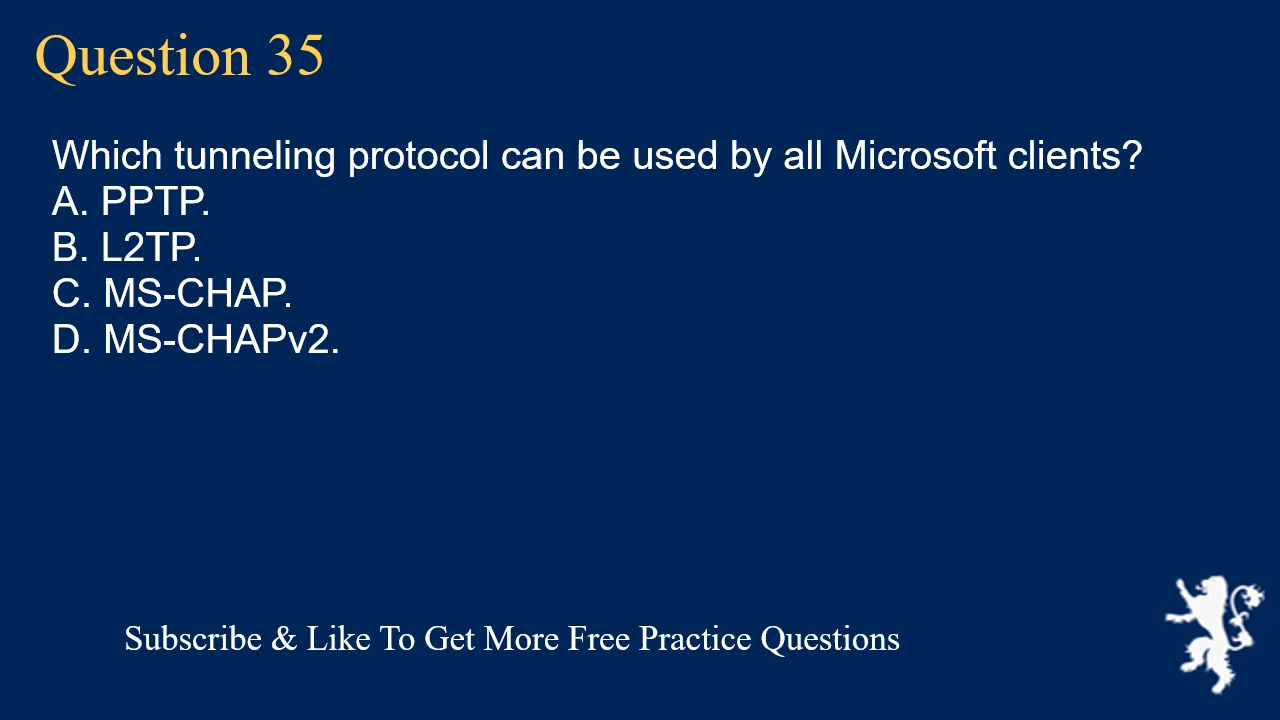 Question 35
Which tunneling protocol can be used by all Microsoft clients?
A. PPTP.
B. L2TP.
C. MS-CHAP.
D. MS-CHAPv2.
Subscribe & Like To Get More Free Practice Questions